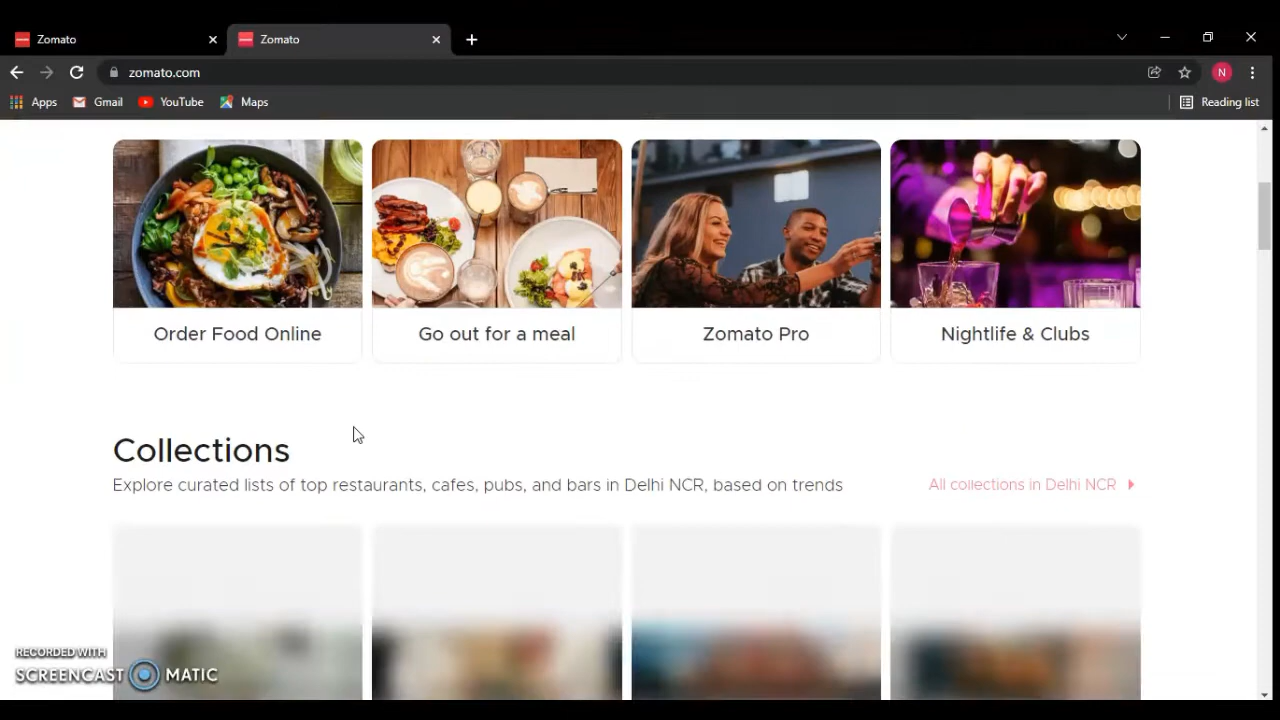 Zomato
Zomato
zomato.com
N
Apps
Gmail
YouTube
Maps
Reading list
Order Food Online
Go out for a meal
Zomato Pro
Nightlife & Clubs
Collections
Explore curated lists of top restaurants, cafes, pubs, and bars in Delhi NCR, based on trends
All collections in Delhi NCR
RECORDED WITH
SCREENCAST MATIC